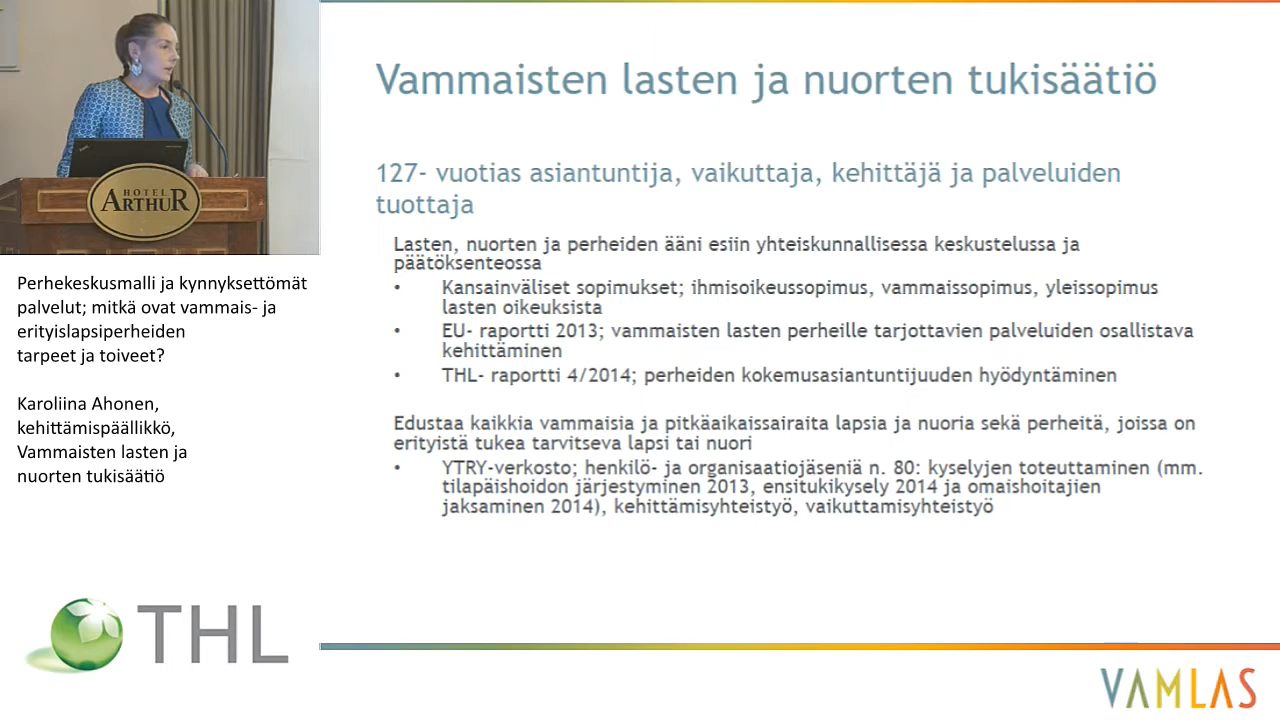 HOTEL
ARTHUR
Perhekeskusmalli ja kynnyksettömät
palvelut; mitkä ovat vammais- ja
erityislapsiperheiden
tarpeet ja toiveet?
Karoliina Ahonen,
kehittämispäällikkö,
Vammaisten lasten ja
nuorten tukisäätiö
THL
Vammaisten lasten ja nuorten tukisäätiö
127- vuotias asiantuntija, vaikuttaja, kehittäjä ja palveluiden
tuottaja
Lasten, nuorten ja perheiden ääni esiin yhteiskunnallisessa keskustelussa ja
päätöksenteossa
• Kansainväliset sopimukset; ihmisoikeussopimus, vammaissopimus, yleissopimus
lasten oikeuksista
• EU- raportti 2013; vammaisten lasten perheille tarjottavien palveluiden osallistava
kehittäminen
• THL- raportti 4/2014; perheiden kokemusasiantuntijuuden hyödyntäminen
Edustaa kaikkia vammaisia ja pitkäaikaissairaita lapsia ja nuoria sekä perheitä, joissa on
erityistä tukea tarvitseva lapsi tai nuori
• YTRY-verkosto; henkilö- ja organisaatiojäseniä n. 80: kyselyjen toteuttaminen (mm.
tilapäishoidon järjestyminen 2013, ensitukikysely 2014 ja omaishoitajien
jaksaminen 2014), kehittämisyhteistyö, vaikuttamisyhteistyö
VAMLAS